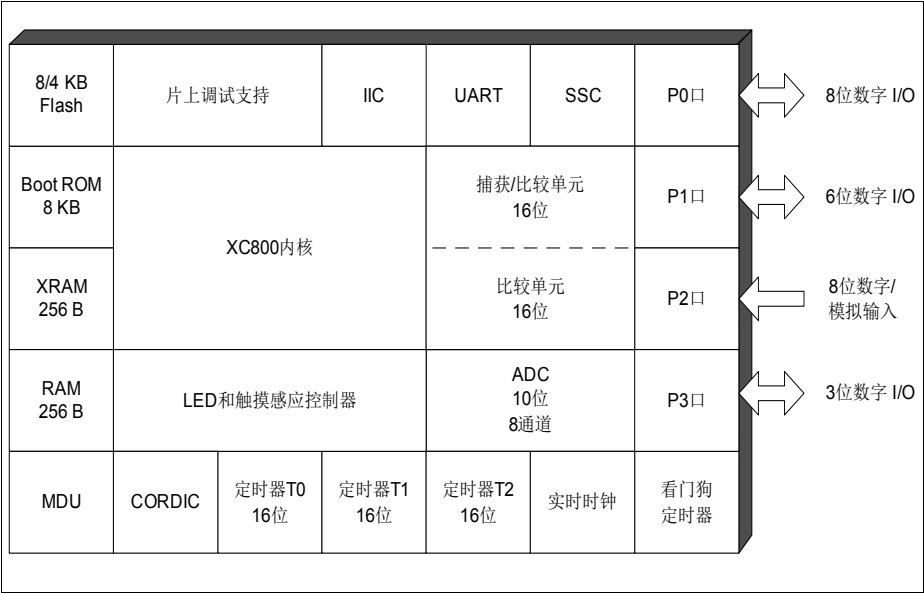 8/4 KB
Flash
片上调试支持
IIC
UART
SSC
P0口
8位数字 I/O
Boot ROM
8 KB
XC800内核
捕获/比较单元
16位
P1口
6位数字 I/O
XRAM
256 B
比较单元
16位
P2口
8位数字/
模拟输入
RAM
256 B
LED和触摸感应控制器
ADC
10位
8通道
P3口
3位数字 I/O
MDU
CORDIC
定时器T0
16位
定时器T1
16位
定时器T2
16位
实时时钟
看门狗
定时器